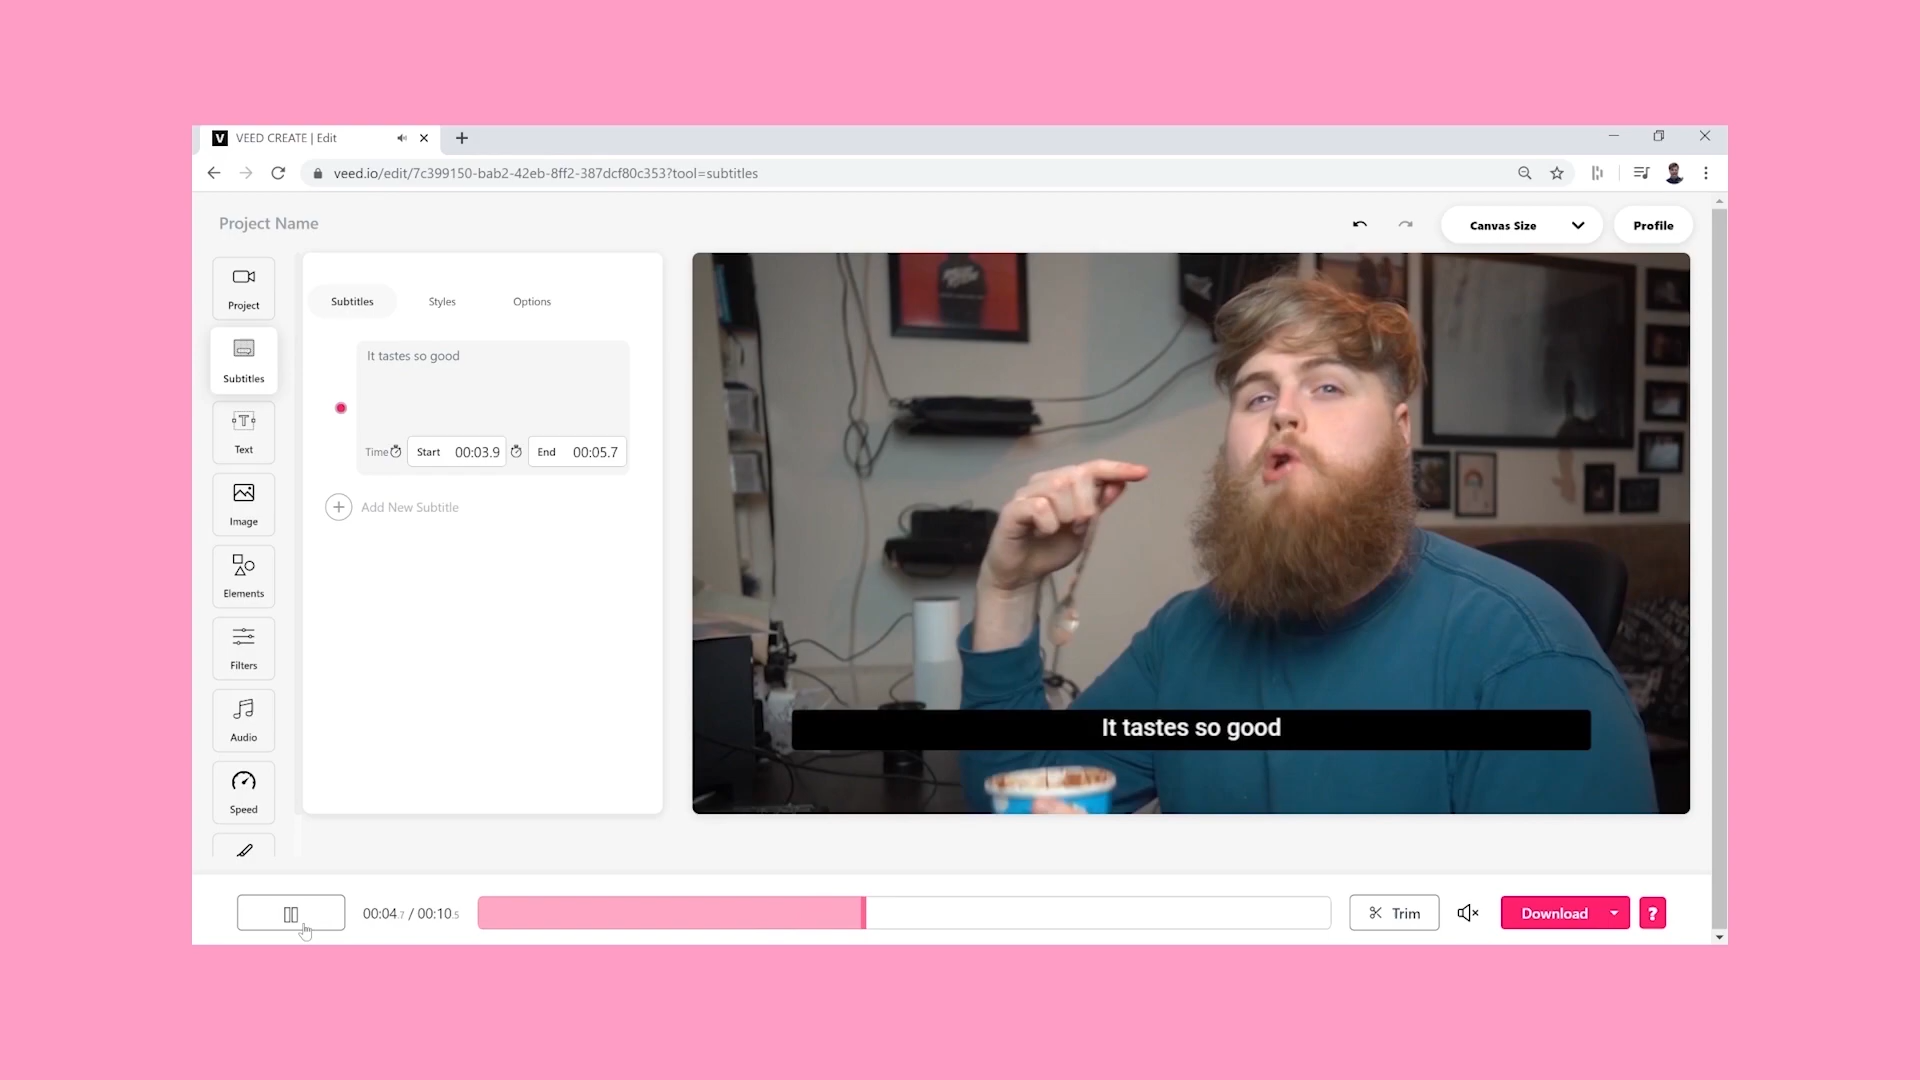 VEED CREATE | Edit
veed.io/edit/7c399150-bab2-42eb-8ff2-387dcf80c353?tool=subtitles
Project Name
Canvas Size
Profile
Project
Subtitles
Text
Image
Elements
Filters
Audio
Speed
Subtitles Styles Options
It tastes so good
Time Start 00:03.9 End 00:05.7
Add New Subtitle
It tastes so good
00:04.7 / 00:10.5
Trim
Download
?